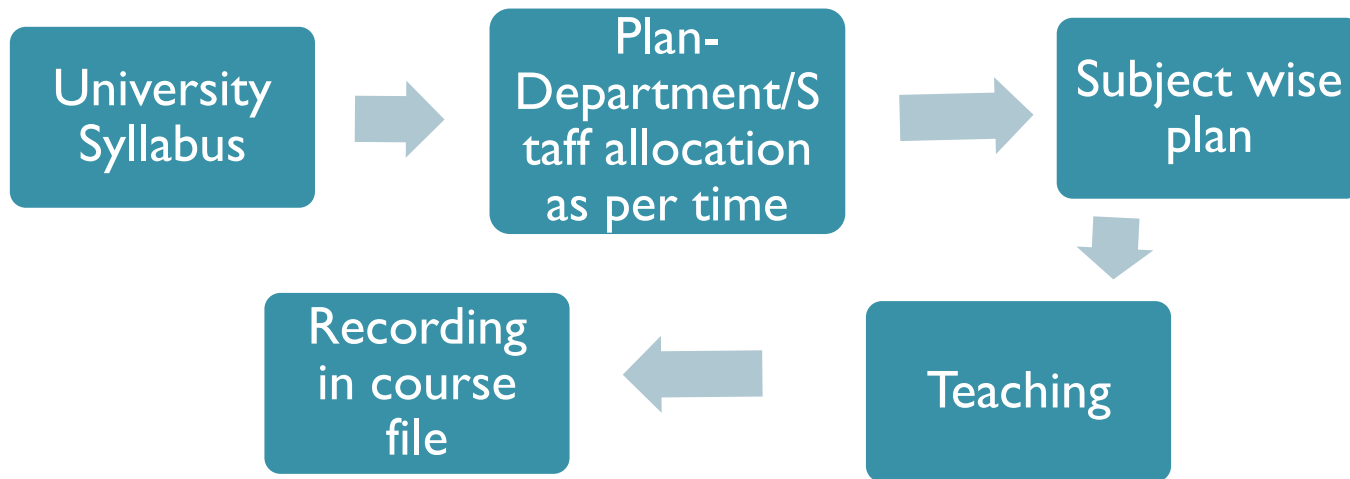 University
Syllabus
Plan-
Department/S
taff allocation
as per time
Subject wise
plan
Teaching
Recording
in course
file